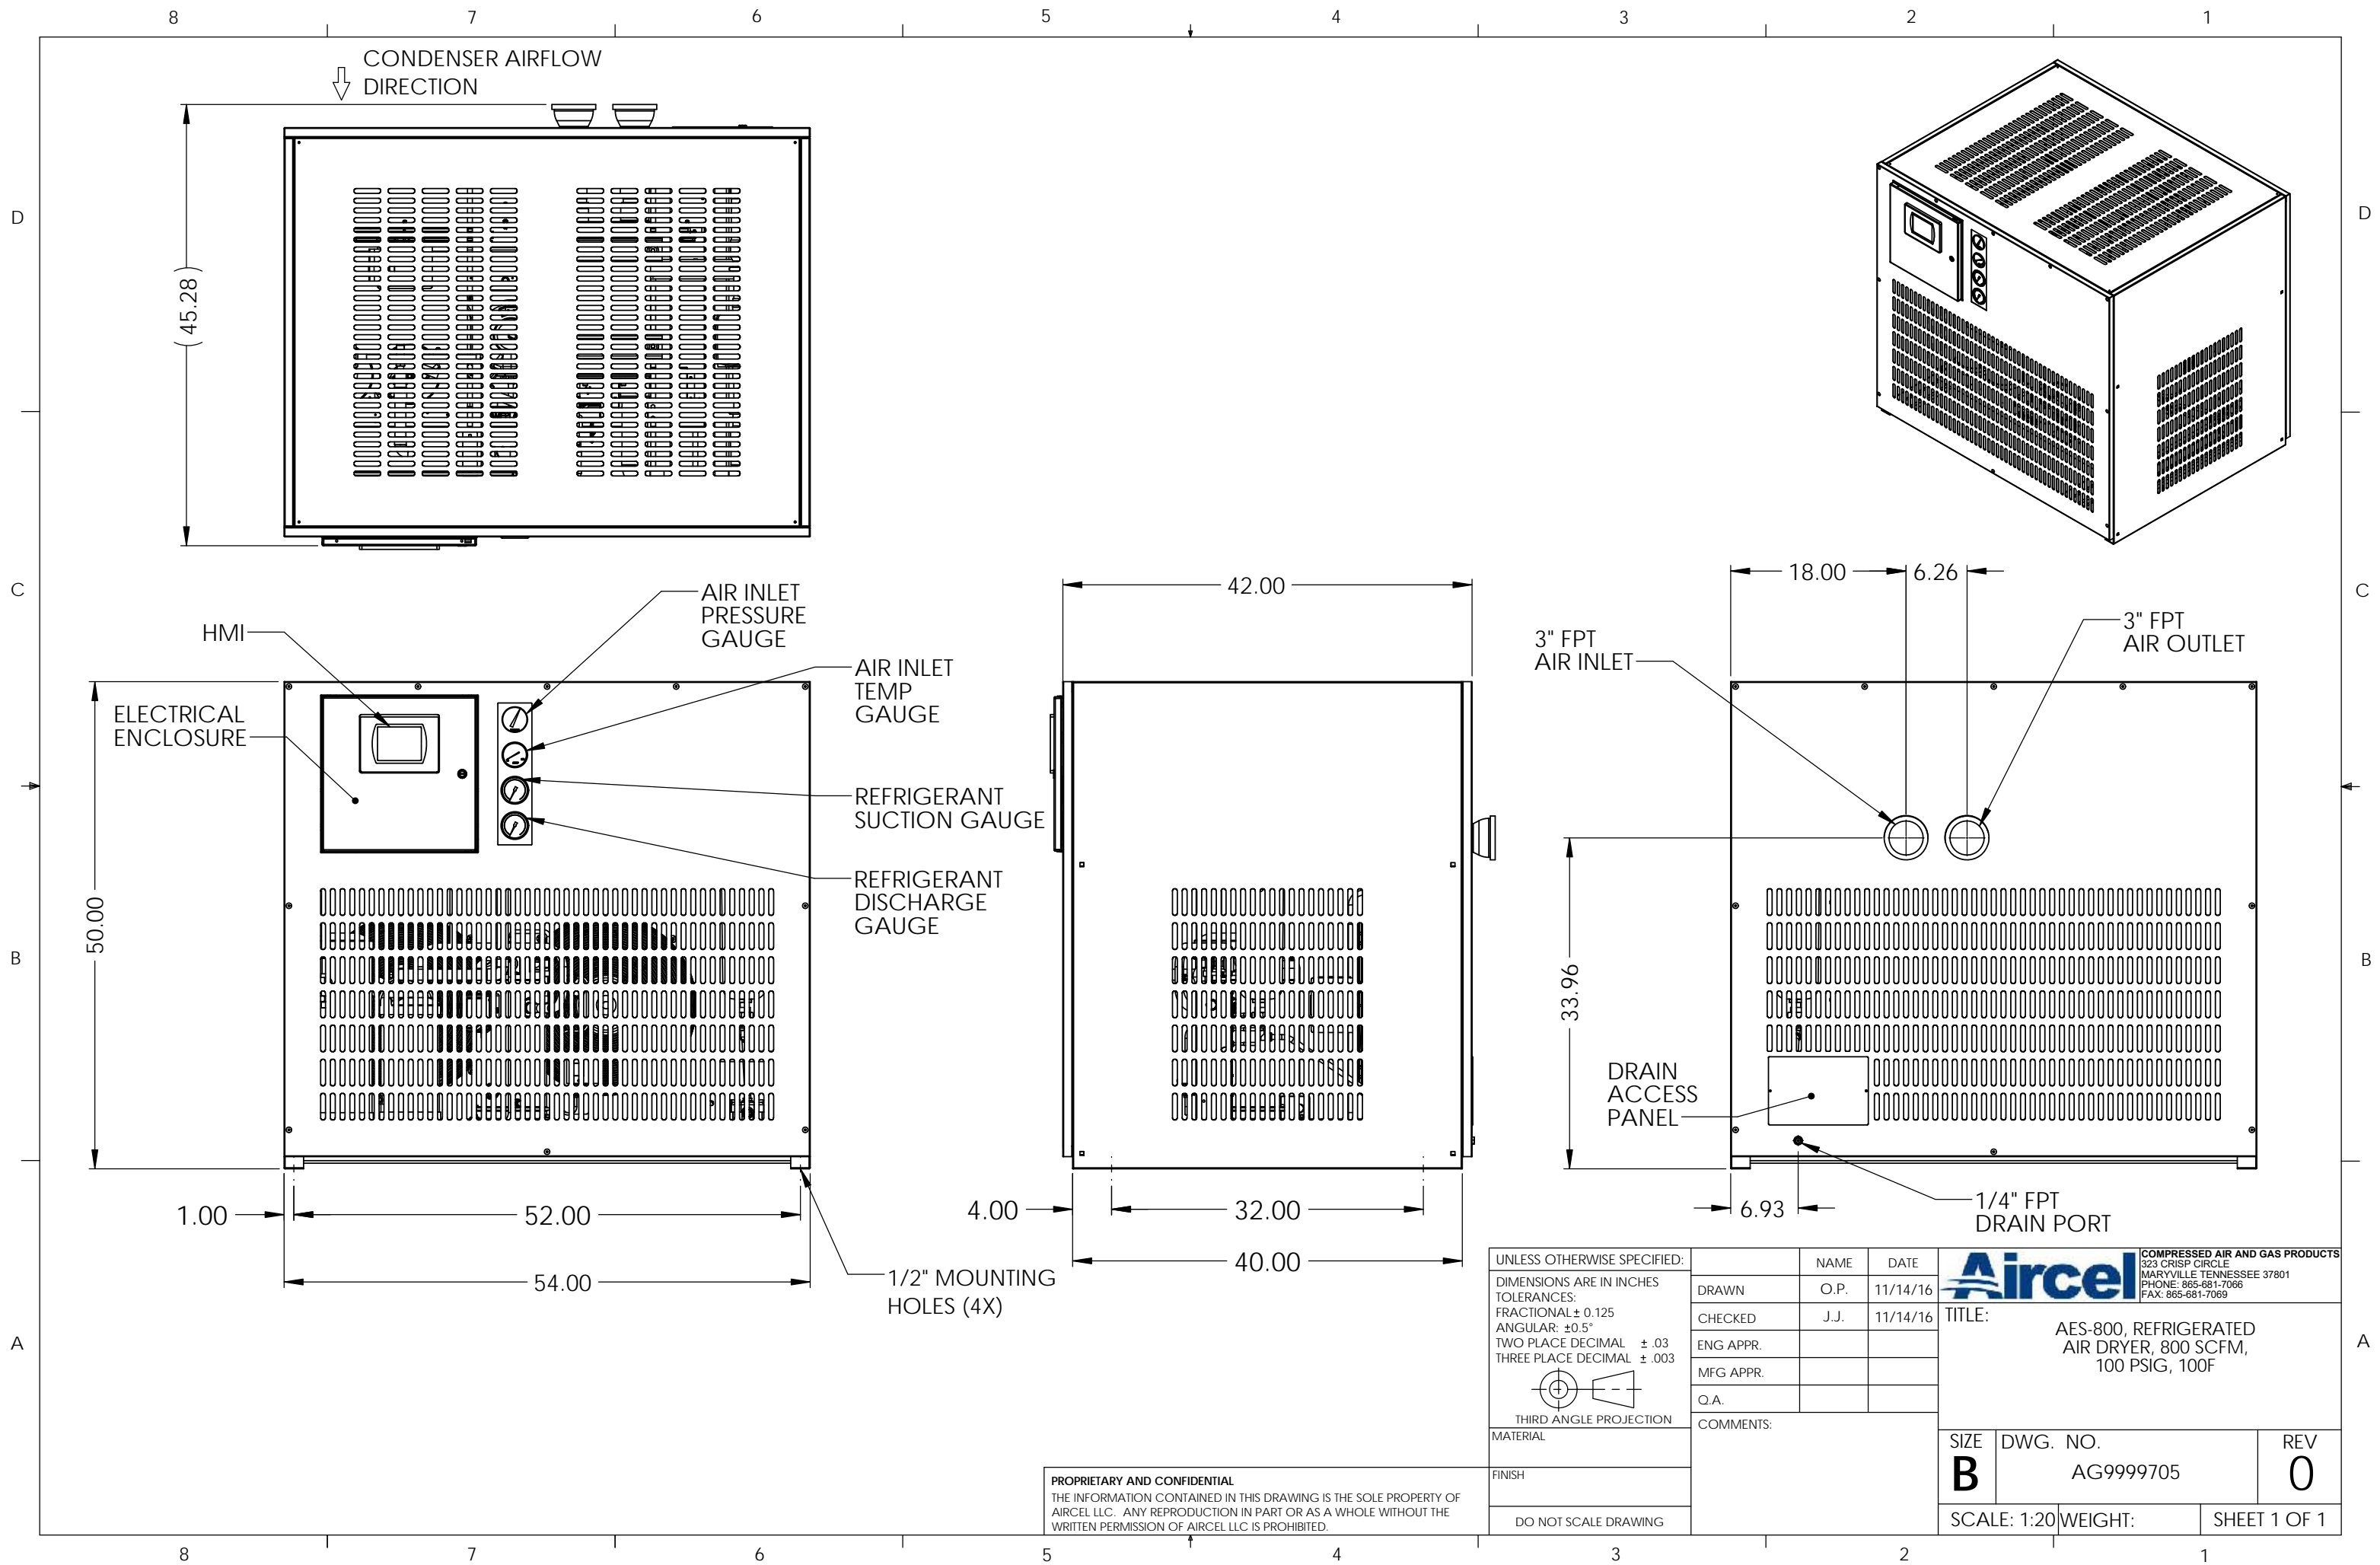 8 7 6 5 4 3 2 1
CONDENSER AIRFLOW
DIRECTION
D
D
( 45.28 )
C
C
HMI
AIR INLET
PRESSURE
GAUGE
AIR INLET
TEMP
GAUGE
ELECTRICAL
ENCLOSURE
REFRIGERANT
SUCTION GAUGE
REFRIGERANT
DISCHARGE
GAUGE
50.00
1.00
52.00
54.00
1/2" MOUNTING
HOLES (4X)
42.00
4.00
32.00
40.00
18.00
6.26
3" FPT
AIR INLET
3" FPT
AIR OUTLET
33.96
DRAIN
ACCESS
PANEL
6.93
1/4" FPT
DRAIN PORT
B
B
A
A
UNLESS OTHERWISE SPECIFIED:
DIMENSIONS ARE IN INCHES
TOLERANCES:
FRACTIONAL ± 0.125
ANGULAR: ±0.5°
TWO PLACE DECIMAL ± .03
THREE PLACE DECIMAL ± .003
THIRD ANGLE PROJECTION
MATERIAL
FINISH
DO NOT SCALE DRAWING
NAME DATE
DRAWN O.P. 11/14/16
CHECKED J.J. 11/14/16
ENG APPR.
MFG APPR.
Q.A.
COMMENTS:
Aircel
COMPRESSED AIR AND GAS PRODUCTS
323 CRISP CIRCLE
MARYVILLE TENNESSEE 37801
PHONE: 865-681-7066
FAX: 865-681-7069
TITLE:
AES-800, REFRIGERATED
AIR DRYER, 800 SCFM,
100 PSIG, 100F
SIZE
B
DWG. NO.
AG9999705
REV
0
SCALE: 1:20 WEIGHT: SHEET 1 OF 1
PROPRIETARY AND CONFIDENTIAL
THE INFORMATION CONTAINED IN THIS DRAWING IS THE SOLE PROPERTY OF
AIRCEL LLC. ANY REPRODUCTION IN PART OR AS A WHOLE WITHOUT THE
WRITTEN PERMISSION OF AIRCEL LLC IS PROHIBITED.
8 7 6 5 4 3 2 1